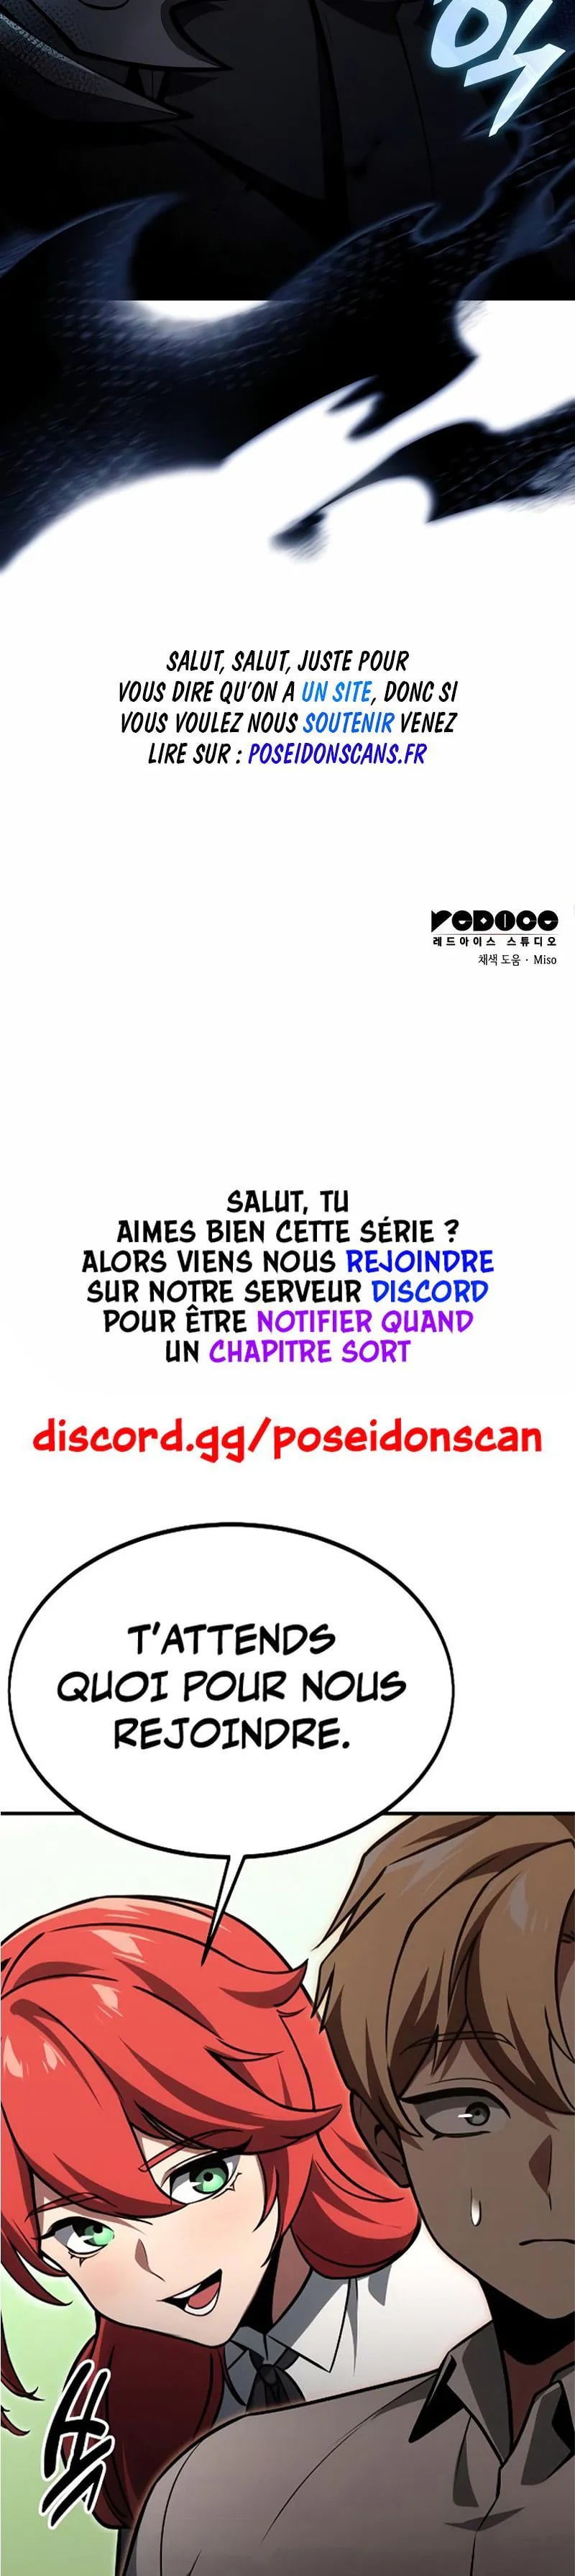 SALUT, SALUT, JUSTE POUR
VOUS DIRE QU'ON A UN SITE, DONC SI
VOUS VOULEZ NOUS SOUTENIR VENEZ
LIRE SUR : POSEIDONSCANS.FR
REDICE
레드아이스 스튜디오
채색 도움 · Miso
SALUT, TU
AIMES BIEN CETTE SÉRIE ?
ALORS VIENS NOUS REJOINDRE
SUR NOTRE SERVEUR DISCORD
POUR ÊTRE NOTIFIER QUAND
UN CHAPITRE SORT
discord.gg/poseidonscan
T'ATTENDS
QUOI POUR NOUS
REJOINDRE.